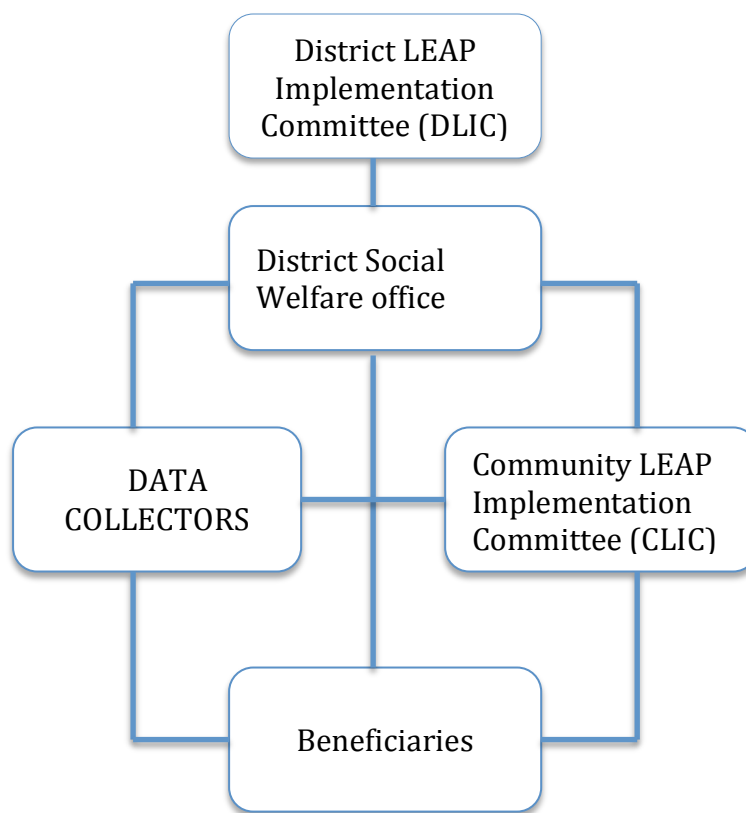 District LEAP
Implementation
Committee (DLIC)
District Social
Welfare office
DATA
COLLECTORS
Community LEAP
Implementation
Committee (CLIC)
Beneficiaries